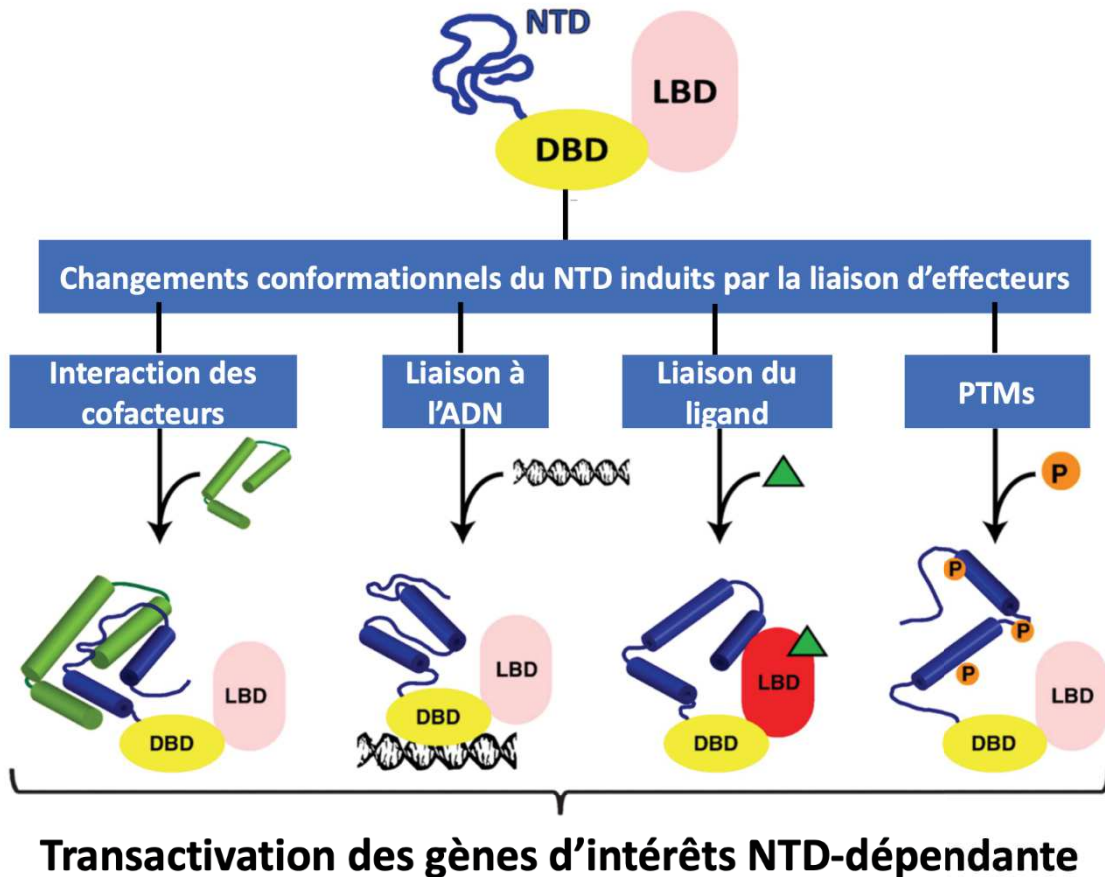 NTD
LBD
DBD
Changements conformationnels du NTD induits par la liaison d’effecteurs
Interaction des
cofacteurs
Liaison à
l’ADN
Liaison du
ligand
PTMs
P
LBD
DBD
LBD
DBD
LBD
DBD
P
P
P
LBD
DBD
Transactivation des gènes d’intérêts NTD-dépendante